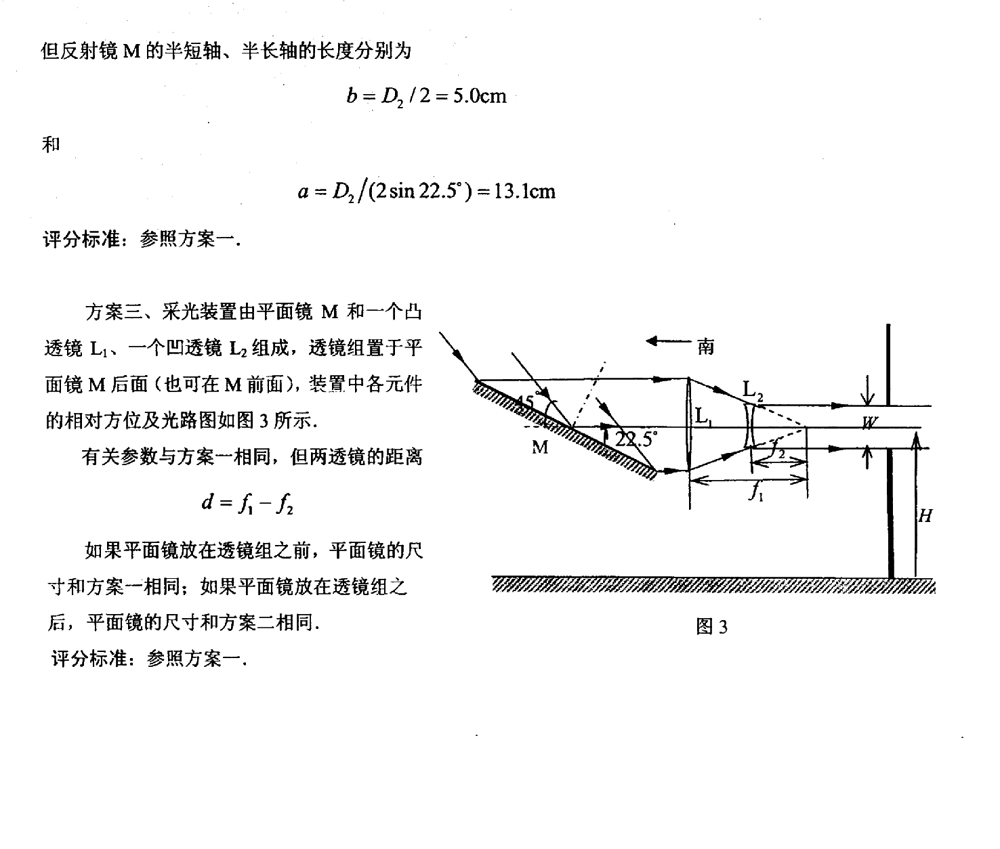 但反射镜 M 的半短轴、半长轴的长度分别为
b = D₂ / 2 = 5.0cm
和
a = D₂/(2sin 22.5°) = 13.1cm
评分标准：参照方案一．
方案三、采光装置由平面镜 M 和一个凸
透镜 L₁、一个凹透镜 L₂ 组成，透镜组置于平
面镜 M 后面（也可在 M 前面），装置中各元件
的相对方位及光路图如图 3 所示．
有关参数与方案一相同，但两透镜的距离
d = f₁ − f₂
如果平面镜放在透镜组之前，平面镜的尺
寸和方案一相同；如果平面镜放在透镜组之
后，平面镜的尺寸和方案二相同．
评分标准：参照方案一．
南
L₂
45°
L₁
W
M
22.5°
f₂
f₁
H
图 3